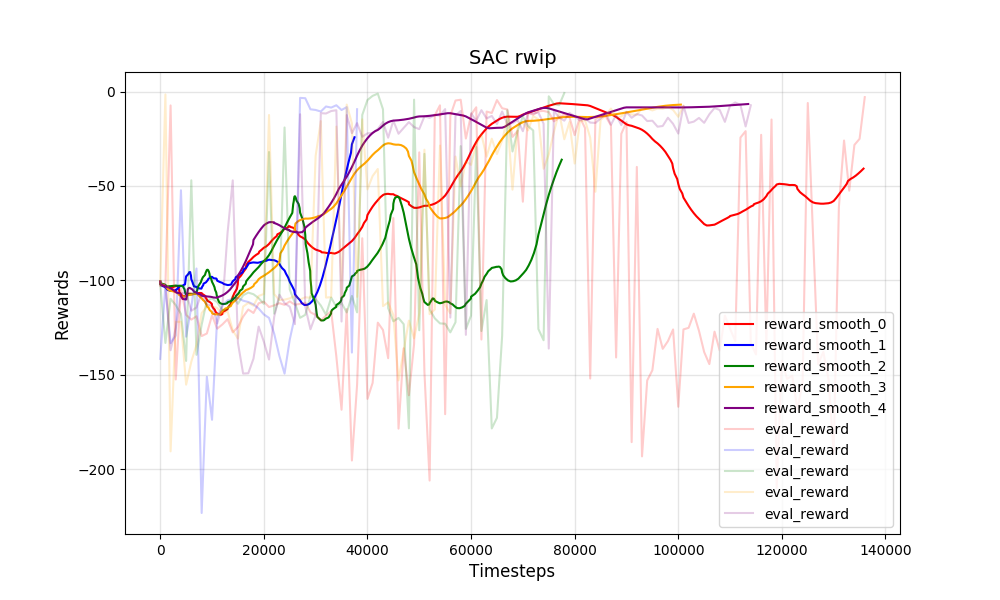 SAC rwip
Rewards
0
−50
−100
−150
−200
0
20000
40000
60000
80000
100000
120000
140000
Timesteps
reward_smooth_0
reward_smooth_1
reward_smooth_2
reward_smooth_3
reward_smooth_4
eval_reward
eval_reward
eval_reward
eval_reward
eval_reward